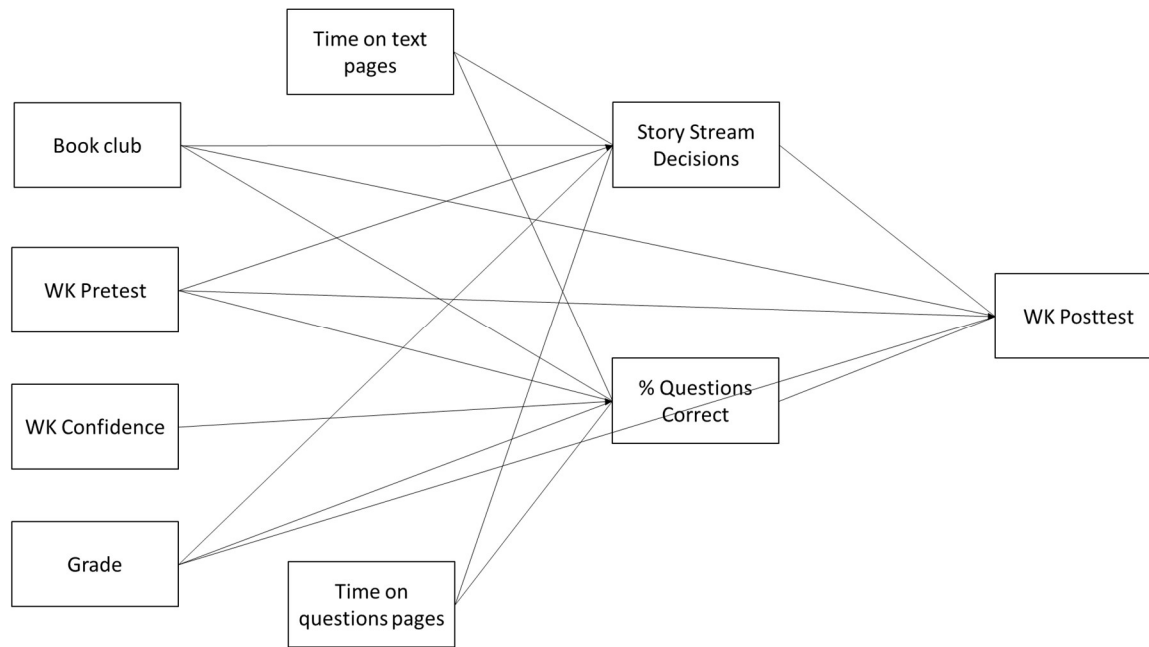 Time on text
pages
Book club
Story Stream
Decisions
WK Pretest
WK Posttest
WK Confidence
% Questions
Correct
Grade
Time on
questions pages